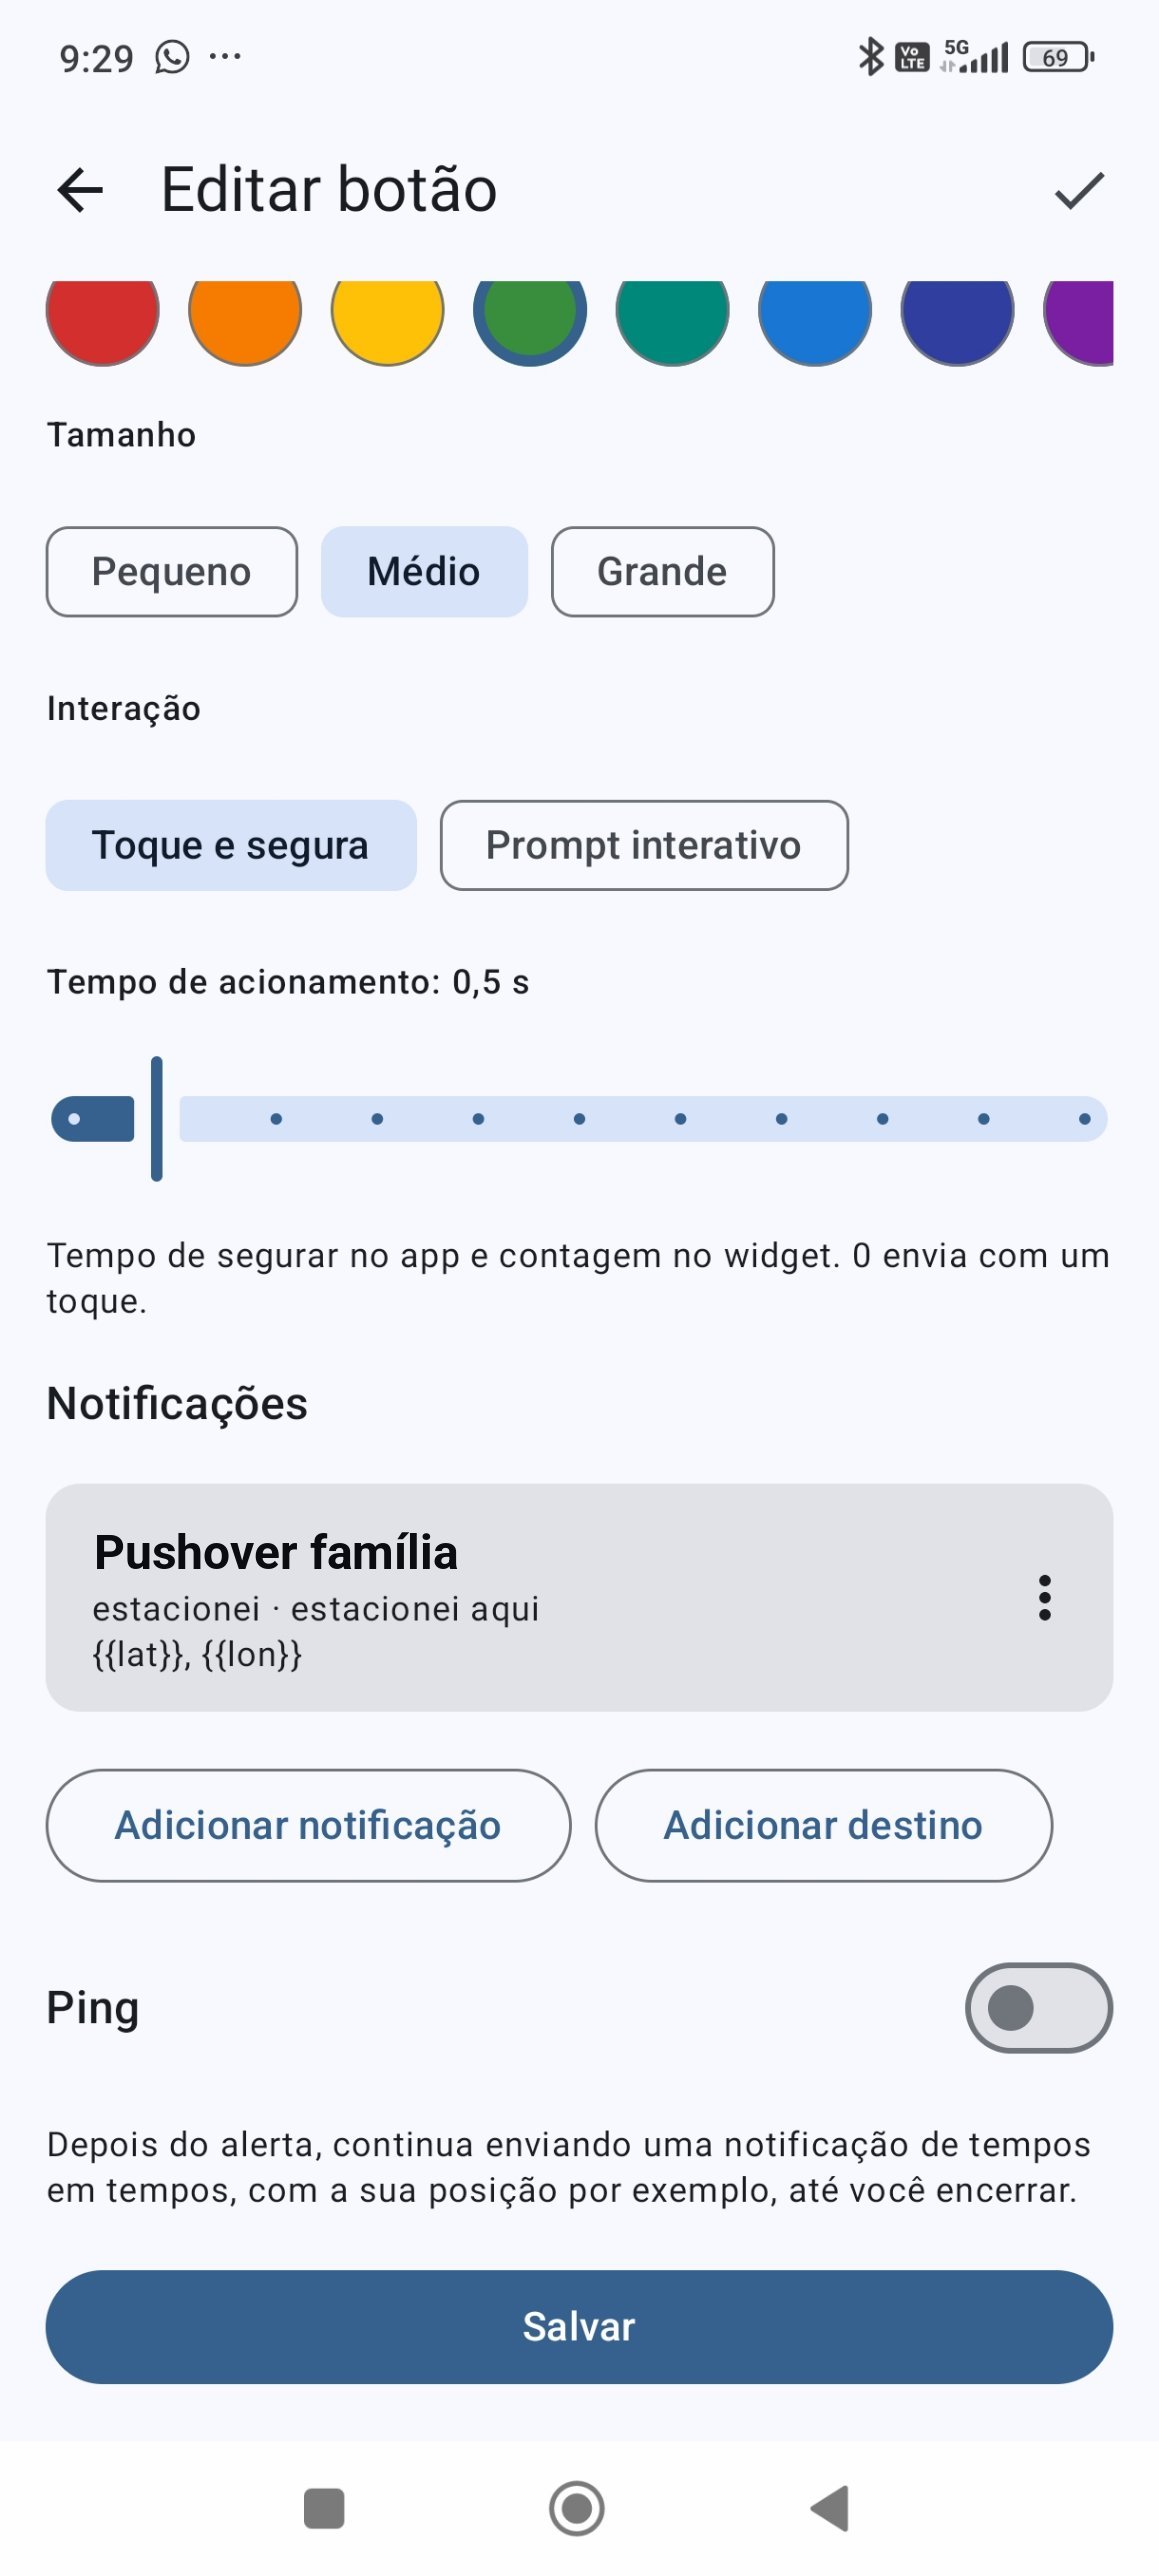 9:29
Vo LTE 5G 69
Editar botão
Tamanho
Pequeno Médio Grande
Interação
Toque e segura Prompt interativo
Tempo de acionamento: 0,5 s
Tempo de segurar no app e contagem no widget. 0 envia com um
toque.
Notificações
Pushover família
estacionei · estacionei aqui
{{lat}}, {{lon}}
Adicionar notificação Adicionar destino
Ping
Depois do alerta, continua enviando uma notificação de tempos
em tempos, com a sua posição por exemplo, até você encerrar.
Salvar